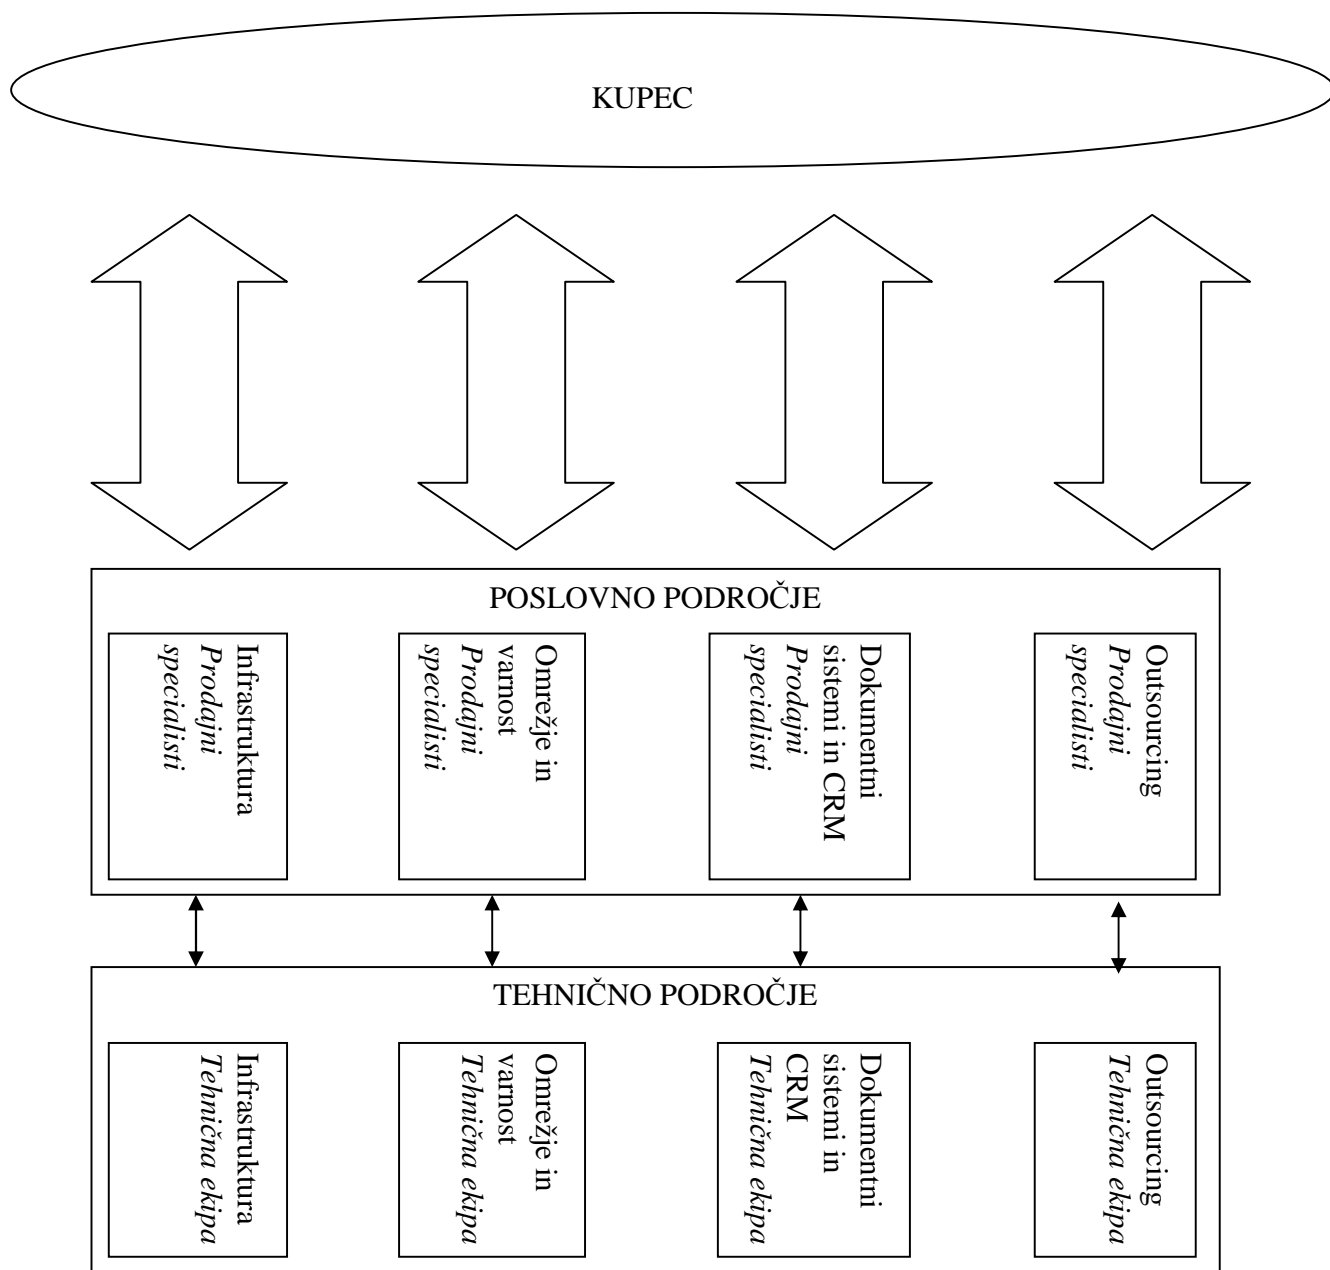 KUPEC
POSLOVNO PODROČJE
Infrastruktura
Prodajni
specialisti
Omrežje in
varnost
Prodajni
specialisti
Dokumentni
sistemi in CRM
Prodajni
specialisti
Outsourcing
Prodajni
specialisti
TEHNIČNO PODROČJE
Infrastruktura
Tehnična ekipa
Omrežje in
varnost
Tehnična ekipa
Dokumentni
sistemi in
CRM
Tehnična ekipa
Outsourcing
Tehnična ekipa